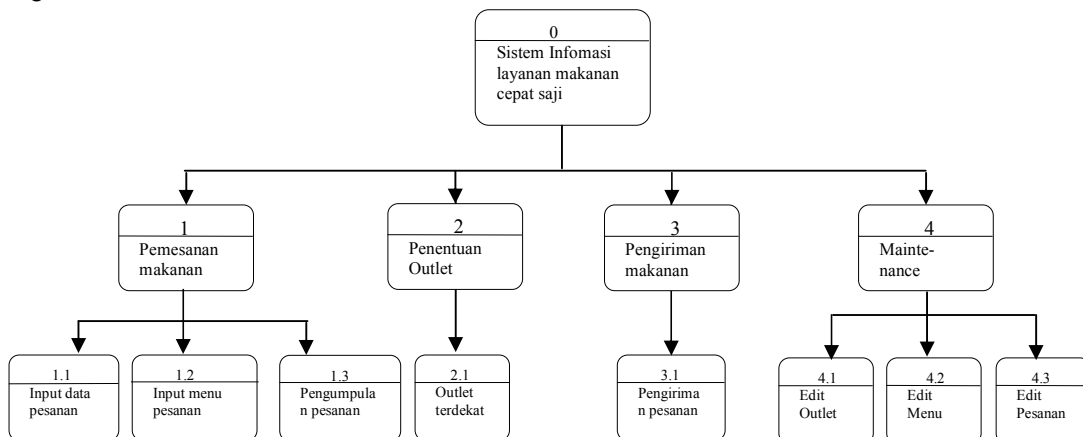 0
Sistem Infomasi
layanan makanan
cepat saji
1
Pemesanan
makanan
2
Penentuan
Outlet
3
Pengiriman
makanan
4
Mainte-
nance
1.1
Input data
pesanan
1.2
Input menu
pesanan
1.3
Pengumpula
n pesanan
2.1
Outlet
terdekat
3.1
Pengirima
n pesanan
4.1
Edit
Outlet
4.2
Edit
Menu
4.3
Edit
Pesanan